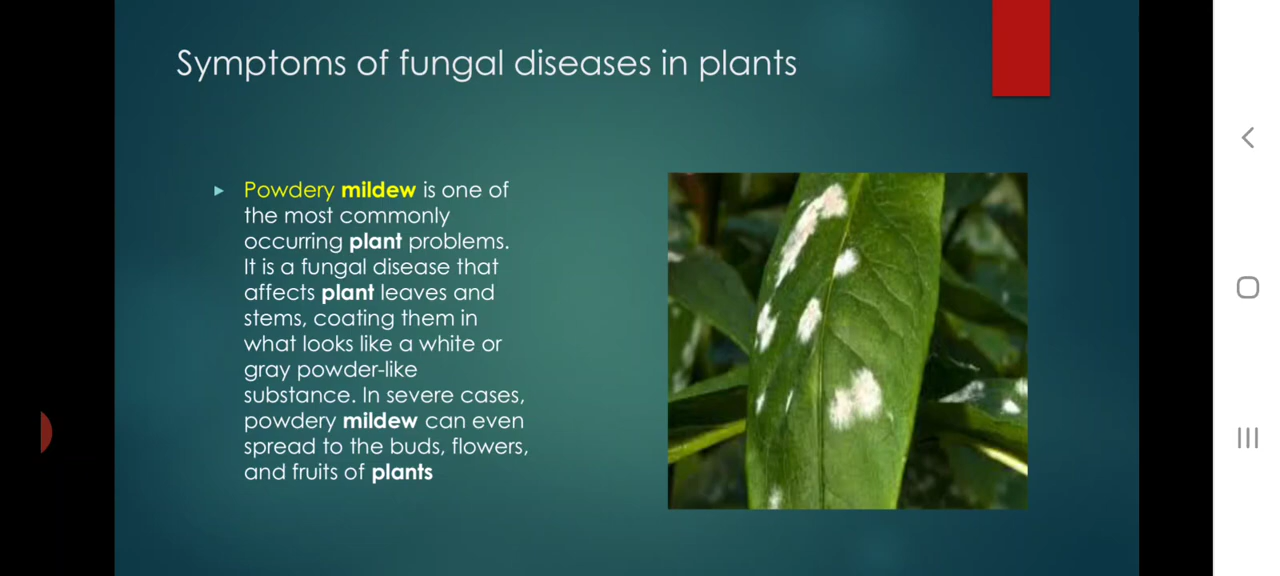 Symptoms of fungal diseases in plants
Powdery mildew is one of
the most commonly
occurring plant problems.
It is a fungal disease that
affects plant leaves and
stems, coating them in
what looks like a white or
gray powder-like
substance. In severe cases,
powdery mildew can even
spread to the buds, flowers,
and fruits of plants